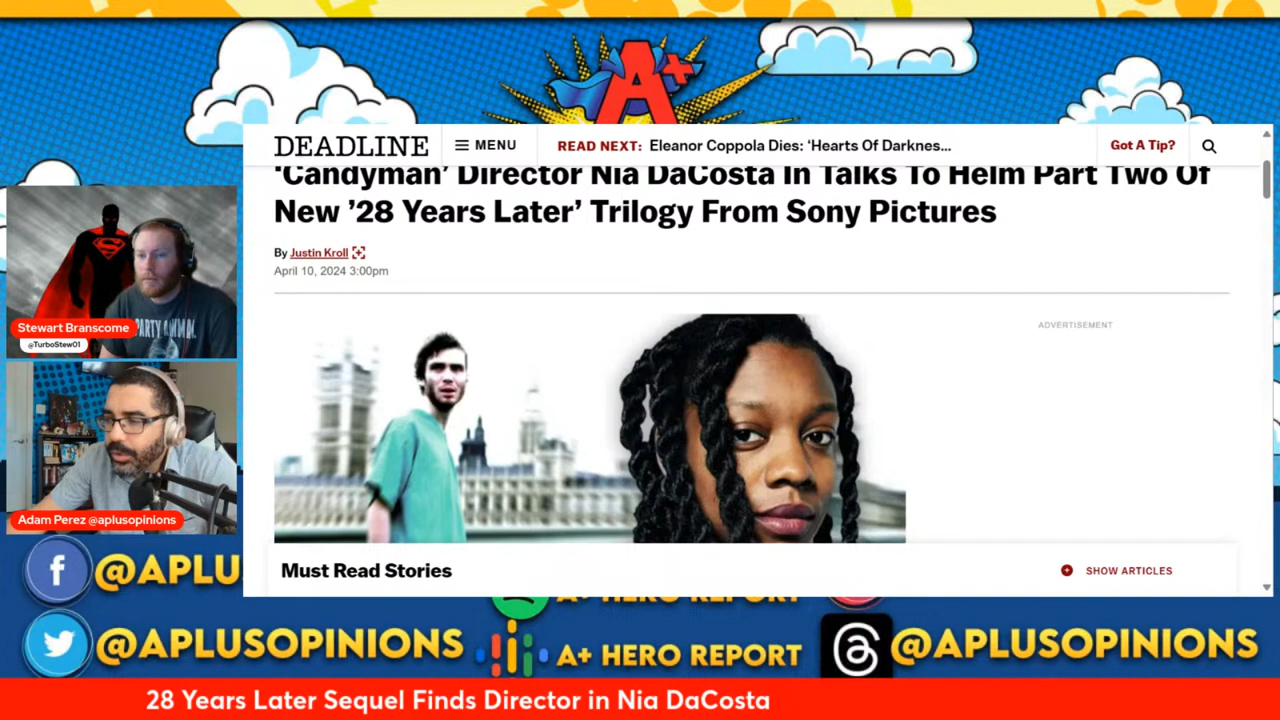 A+
DEADLINE
MENU
READ NEXT: Eleanor Coppola Dies: ‘Hearts Of Darknes...
Got A Tip?
‘Candyman’ Director Nia DaCosta In Talks To Helm Part Two Of
New ’28 Years Later’ Trilogy From Sony Pictures
By Justin Kroll
April 10, 2024 3:00pm
ADVERTISEMENT
Stewart Branscome
@TurboStew01
Adam Perez @aplusopinions
Must Read Stories
SHOW ARTICLES
f @APLU
A+ HERO REPORT
@APLUSOPINIONS
A+ HERO REPORT
@APLUSOPINIONS
28 Years Later Sequel Finds Director in Nia DaCosta